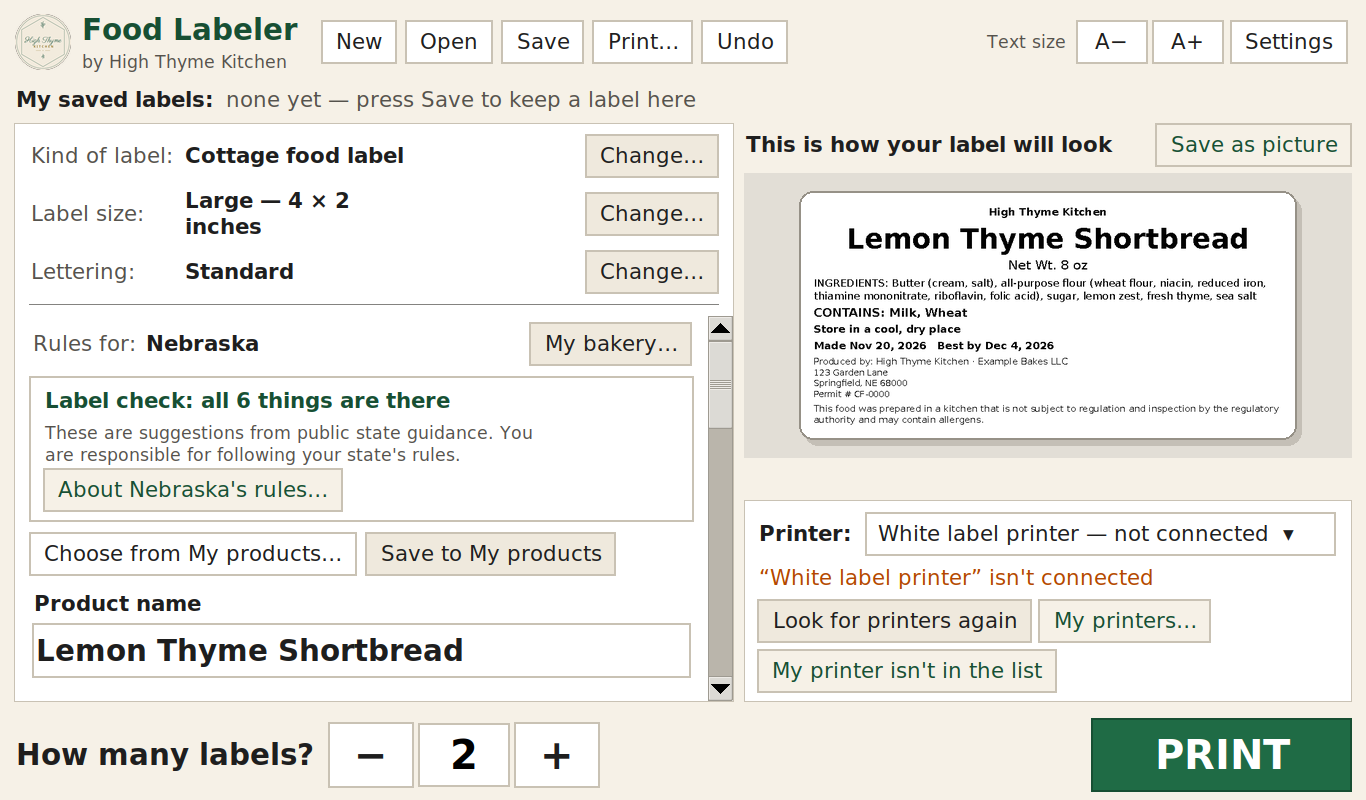 High Thyme
KITCHEN
Food Labeler
by High Thyme Kitchen
New
Open
Save
Print...
Undo
Text size
A−
A+
Settings
My saved labels: none yet — press Save to keep a label here
Kind of label: Cottage food label
Change...
Label size: Large — 4 × 2
inches
Change...
Lettering: Standard
Change...
Rules for: Nebraska
My bakery...
Label check: all 6 things are there
These are suggestions from public state guidance. You
are responsible for following your state's rules.
About Nebraska's rules...
Choose from My products...
Save to My products
Product name
Lemon Thyme Shortbread
This is how your label will look
Save as picture
High Thyme Kitchen
Lemon Thyme Shortbread
Net Wt. 8 oz
INGREDIENTS: Butter (cream, salt), all-purpose flour (wheat flour, niacin, reduced iron,
thiamine mononitrate, riboflavin, folic acid), sugar, lemon zest, fresh thyme, sea salt
CONTAINS: Milk, Wheat
Store in a cool, dry place
Made Nov 20, 2026 Best by Dec 4, 2026
Produced by: High Thyme Kitchen · Example Bakes LLC
123 Garden Lane
Springfield, NE 68000
Permit # CF-0000
This food was prepared in a kitchen that is not subject to regulation and inspection by the regulatory
authority and may contain allergens.
Printer: White label printer — not connected ▾
“White label printer” isn't connected
Look for printers again
My printers...
My printer isn't in the list
How many labels?
−
2
+
PRINT